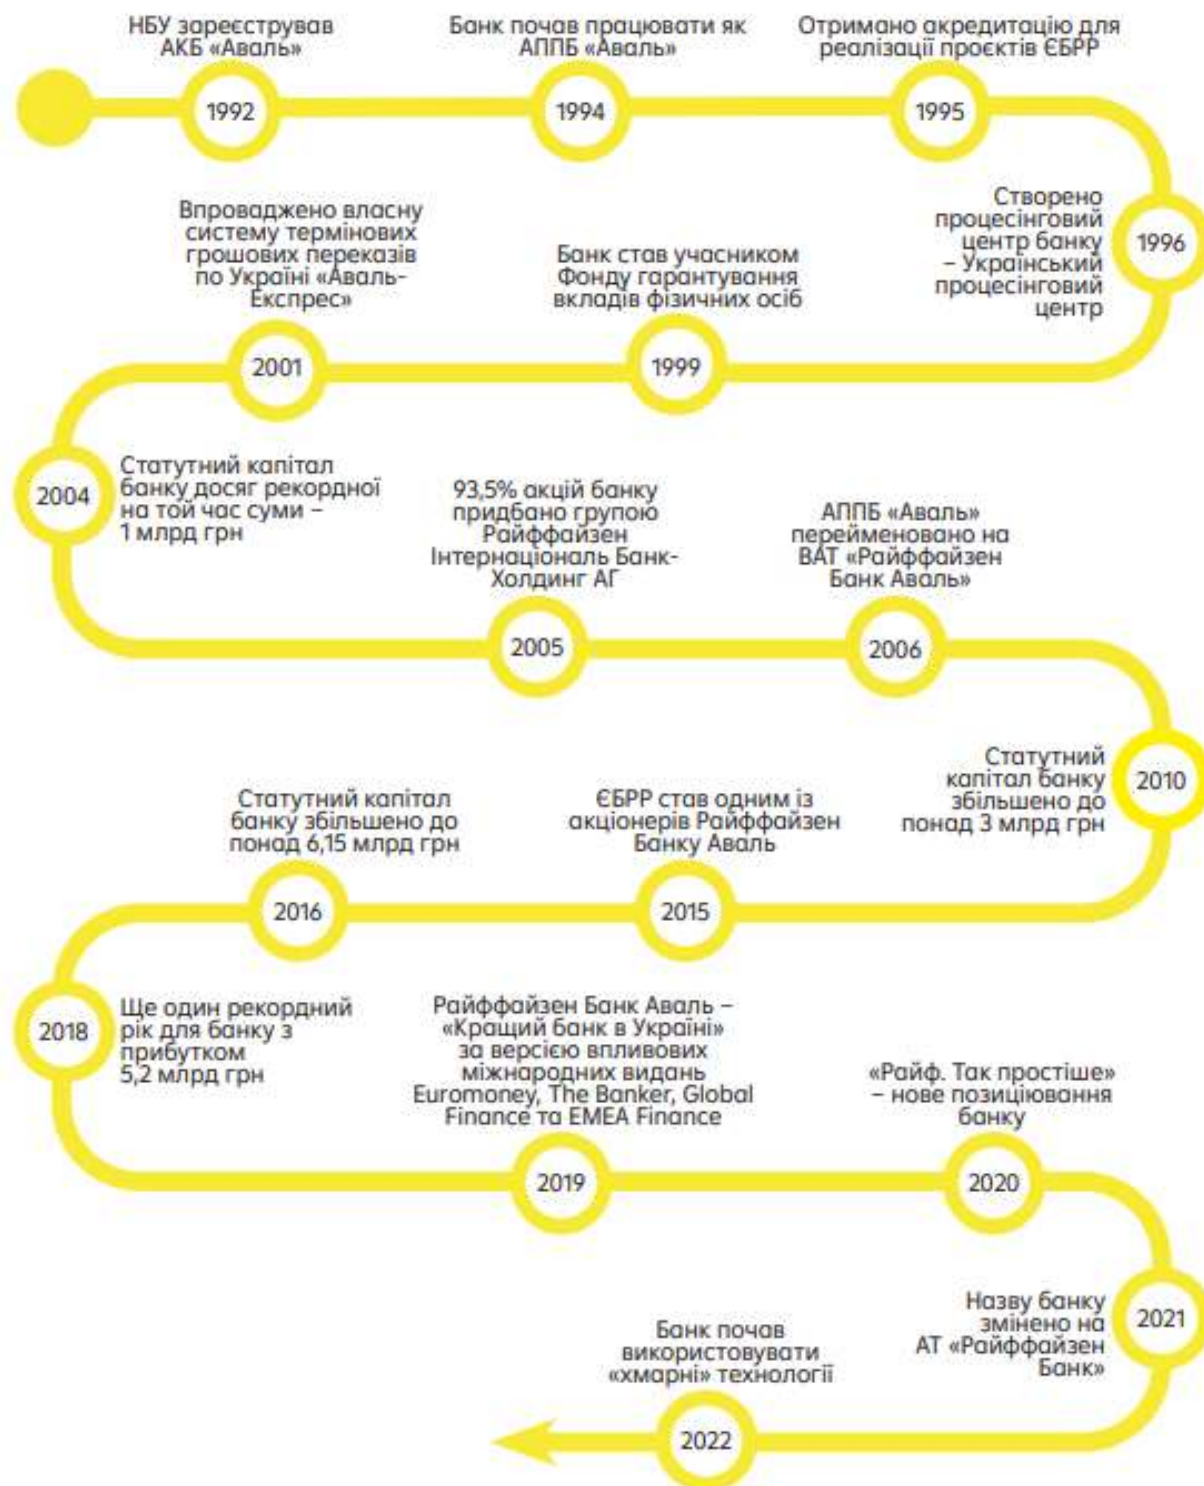 НБУ зареєстрував
АКБ «Аваль»
1992
Банк почав працювати як
АППБ «Аваль»
1994
Отримано акредитацію для
реалізації проєктів ЄБРР
1995
Створено
процесінговий
центр банку
– Український
процесінговий
центр
1996
Банк став учасником
Фонду гарантування
вкладів фізичних осіб
1999
Впроваджено власну
систему термінових
грошових переказів
по Україні «Аваль-
Експрес»
2001
Статутний капітал
банку досяг рекордної
на той час суми –
1 млрд грн
2004
93,5% акцій банку
придбано групою
Райффайзен
Інтернаціональ Банк-
Холдинг АГ
2005
АППБ «Аваль»
перейменовано на
ВАТ «Райффайзен
Банк Аваль»
2006
Статутний
капітал банку
збільшено до
понад 3 млрд грн
2010
ЄБРР став одним із
акціонерів Райффайзен
Банку Аваль
2015
Статутний капітал
банку збільшено до
понад 6,15 млрд грн
2016
Ще один рекордний
рік для банку з
прибутком
5,2 млрд грн
2018
Райффайзен Банк Аваль –
«Кращий банк в Україні»
за версією впливових
міжнародних видань
Euromoney, The Banker, Global
Finance та EMEA Finance
2019
«Райф. Так простіше»
– нове позиціювання
банку
2020
Назву банку
змінено на
АТ «Райффайзен
Банк»
2021
Банк почав
використовувати
«хмарні» технології
2022